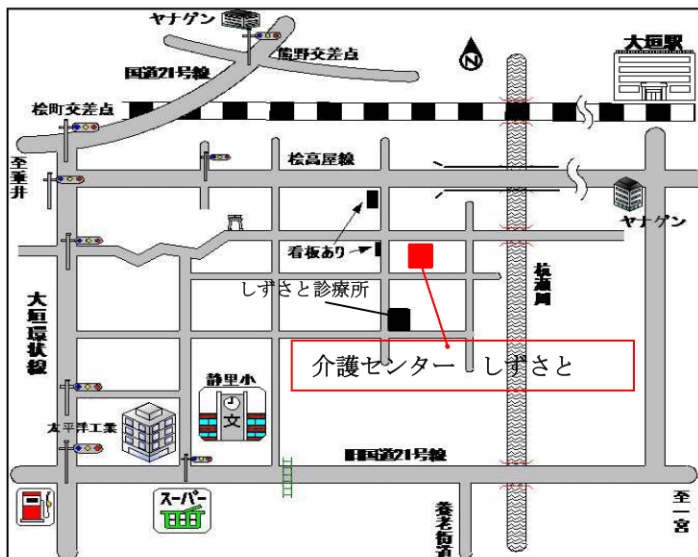 ヤナゲン
熊野交差点
大垣駅
国道21号線
桧町交差点
至垂井
桧高屋線
ヤナゲン
看板あり
杭瀬川
しずさと診療所
大垣環状線
介護センター しずさと
静里小
文
太平洋工業
旧国道21号線
スーパー
養老街道
至一宮